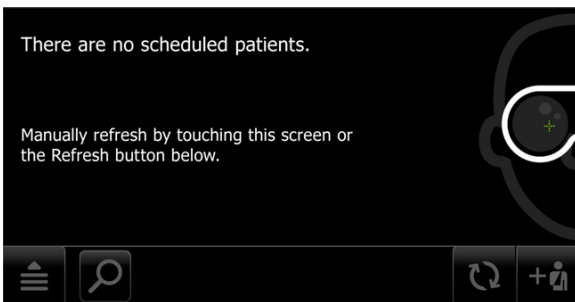 There are no scheduled patients.
Manually refresh by touching this screen or
the Refresh button below.